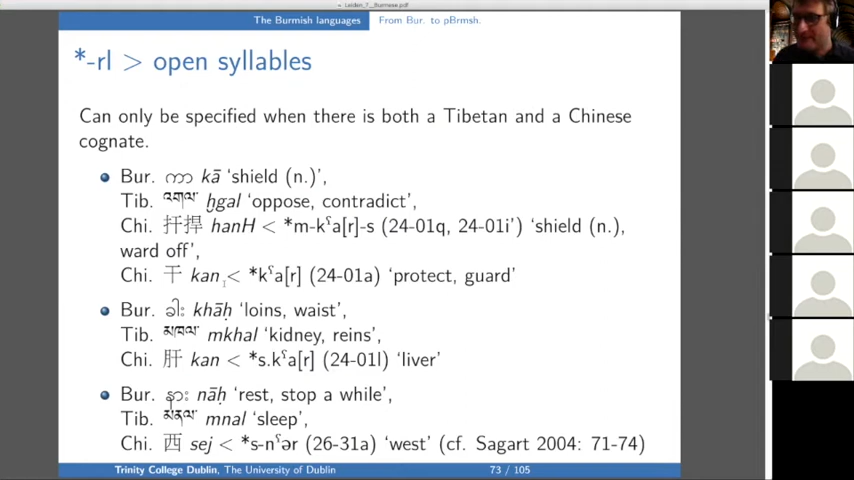 Leiden_7__Burmese.pdf
The Burmish languages From Bur. to pBrmsh.
*-rl > open syllables
Can only be specified when there is both a Tibetan and a Chinese
cognate.
Bur. ကာ kā ‘shield (n.)’,
Tib. འགལ་ ḫgal ‘oppose, contradict’,
Chi. 扞捍 hanH < *m-kˤa[r]-s (24-01q, 24-01i’) ‘shield (n.),
ward off’,
Chi. 干 kan < *kˤa[r] (24-01a) ‘protect, guard’
Bur. ခါး khāḥ ‘loins, waist’,
Tib. མཁལ་ mkhal ‘kidney, reins’,
Chi. 肝 kan < *s.kˤa[r] (24-01l) ‘liver’
Bur. နား nāḥ ‘rest, stop a while’,
Tib. མནལ་ mnal ‘sleep’,
Chi. 西 sej < *s-nˤər (26-31a) ‘west’ (cf. Sagart 2004: 71-74)
Trinity College Dublin, The University of Dublin 73 / 105